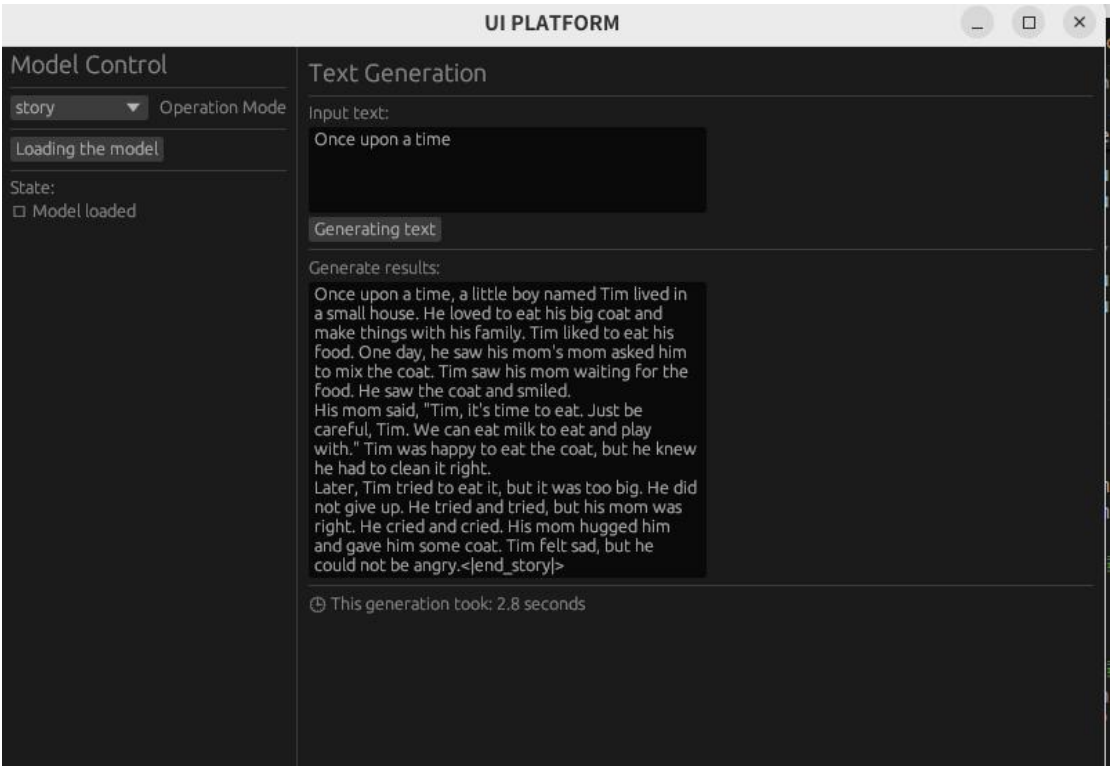 UI PLATFORM
Model Control
story
Operation Mode
Loading the model
State:
Model loaded
Text Generation
Input text:
Once upon a time
Generating text
Generate results:
Once upon a time, a little boy named Tim lived in
a small house. He loved to eat his big coat and
make things with his family. Tim liked to eat his
food. One day, he saw his mom's mom asked him
to mix the coat. Tim saw his mom waiting for the
food. He saw the coat and smiled.
His mom said, "Tim, it's time to eat. Just be
careful, Tim. We can eat milk to eat and play
with." Tim was happy to eat the coat, but he knew
he had to clean it right.
Later, Tim tried to eat it, but it was too big. He did
not give up. He tried and tried, but his mom was
right. He cried and cried. His mom hugged him
and gave him some coat. Tim felt sad, but he
could not be angry.<|end_story|>
This generation took: 2.8 seconds